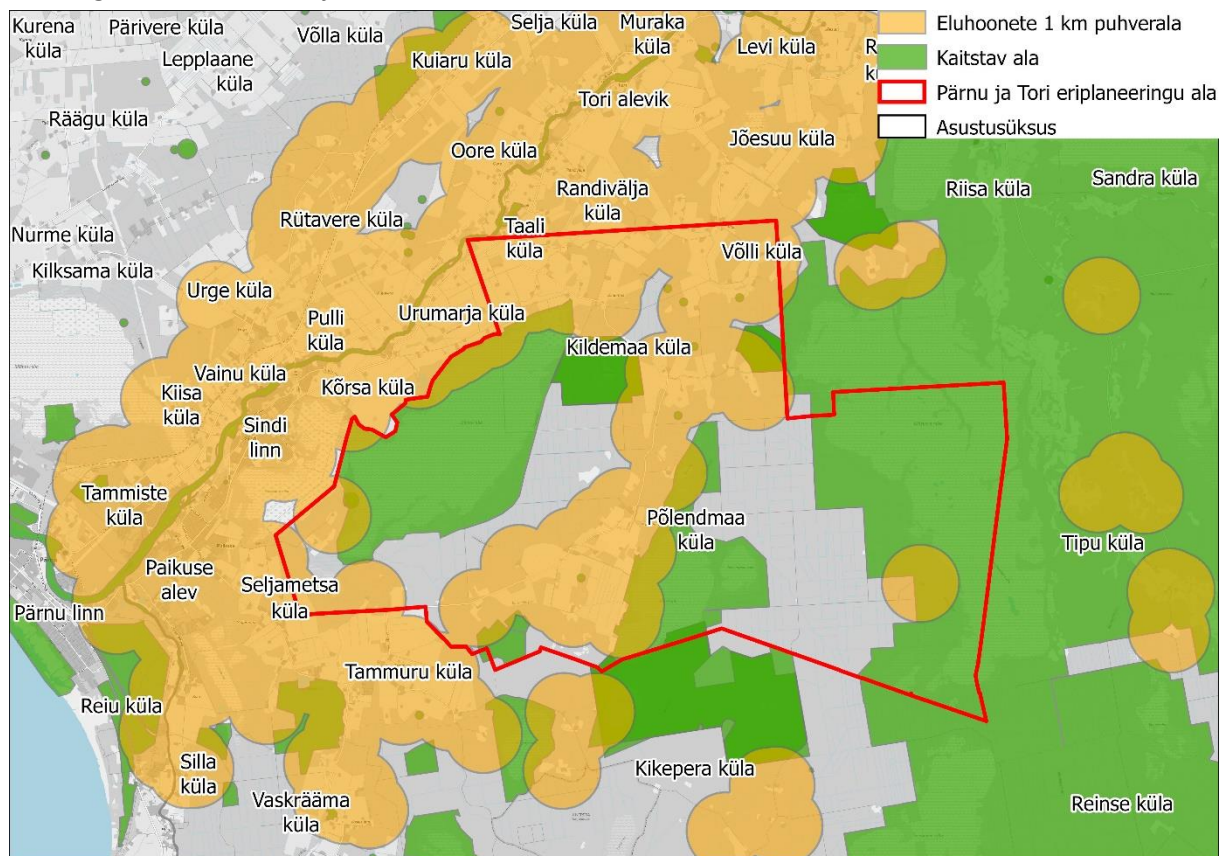 Eluhoonete 1 km puhverala
Kaitstav ala
Pärnu ja Tori eriplaneeringu ala
Asustusüksus
Kurena
küla
Pärivere küla
Võlla küla
Selja küla
Muraka
küla
Levi küla
Lepplaane
küla
Kuiaru küla
Tori alevik
Räägu küla
Oore küla
Jõesuu küla
Randivälja
küla
Riisa küla
Sandra küla
Rütavere küla
Taali
küla
Nurme küla
Võlli küla
Kilksama küla
Urge küla
Pulli
küla
Urumarja küla
Kildemaa küla
Vainu küla
Kiisa
küla
Kõrsa küla
Sindi
linn
Tammiste
küla
Põlendmaa
küla
Tipu küla
Paikuse
alev
Seljametsa
küla
Pärnu linn
Tammuru küla
Reiu küla
Silla
küla
Kikepera küla
Vaskrääma
küla
Reinse küla